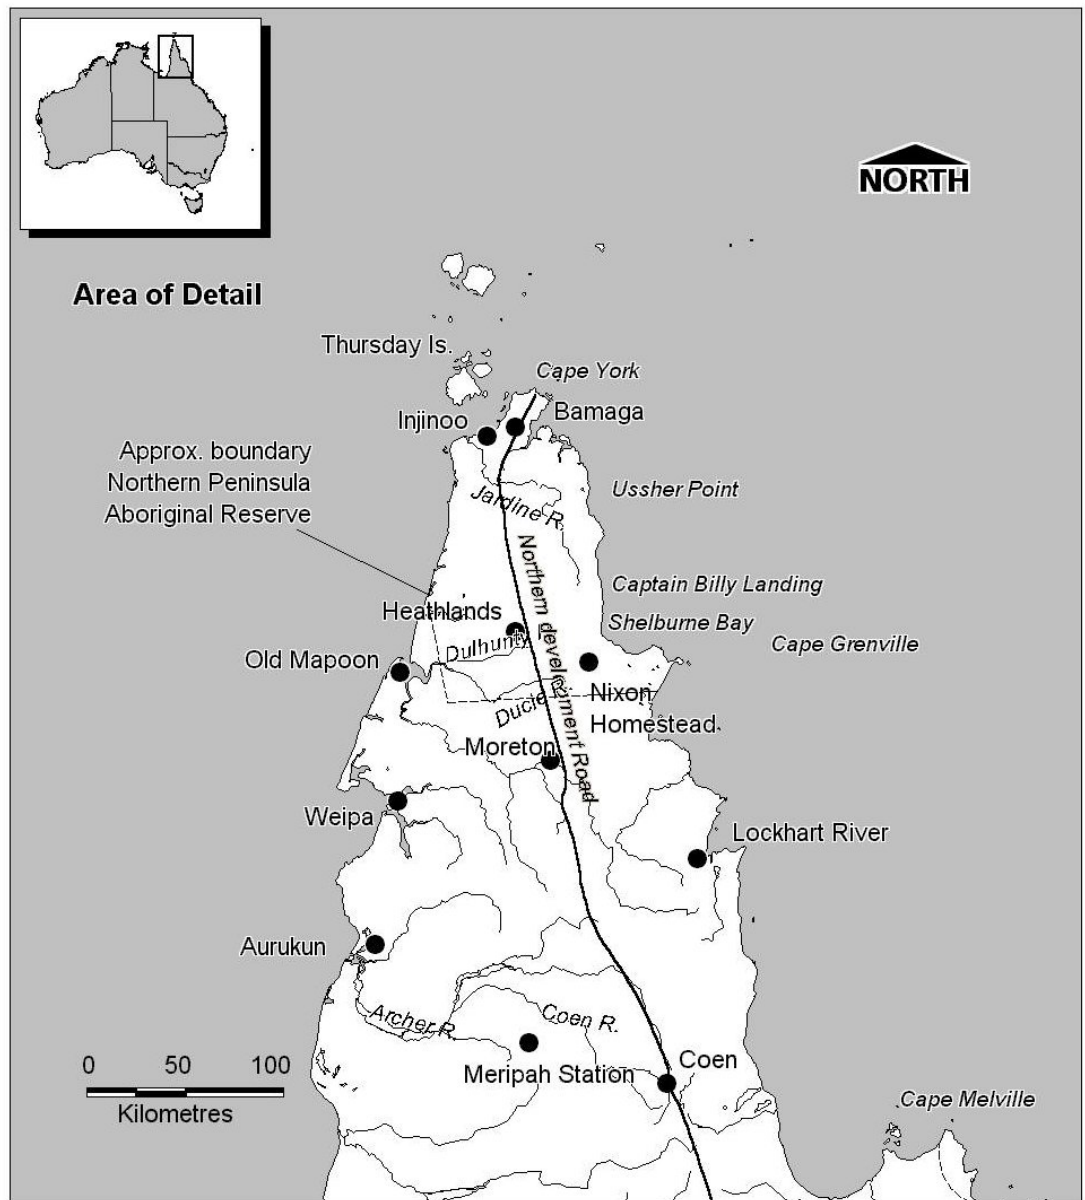 NORTH
Area of Detail
Thursday Is.
Cape York
Injinoo
Bamaga
Approx. boundary
Northern Peninsula
Aboriginal Reserve
Ussher Point
Jardine R.
Northern development Road
Captain Billy Landing
Heathlands
Shelburne Bay
Cape Grenville
Dulhunty
Old Mapoon
Nixon
Homestead
Ducie R.
Moreton
Weipa
Lockhart River
Aurukun
Archer R.
Coen R.
0 50 100
Kilometres
Meripah Station
Coen
Cape Melville